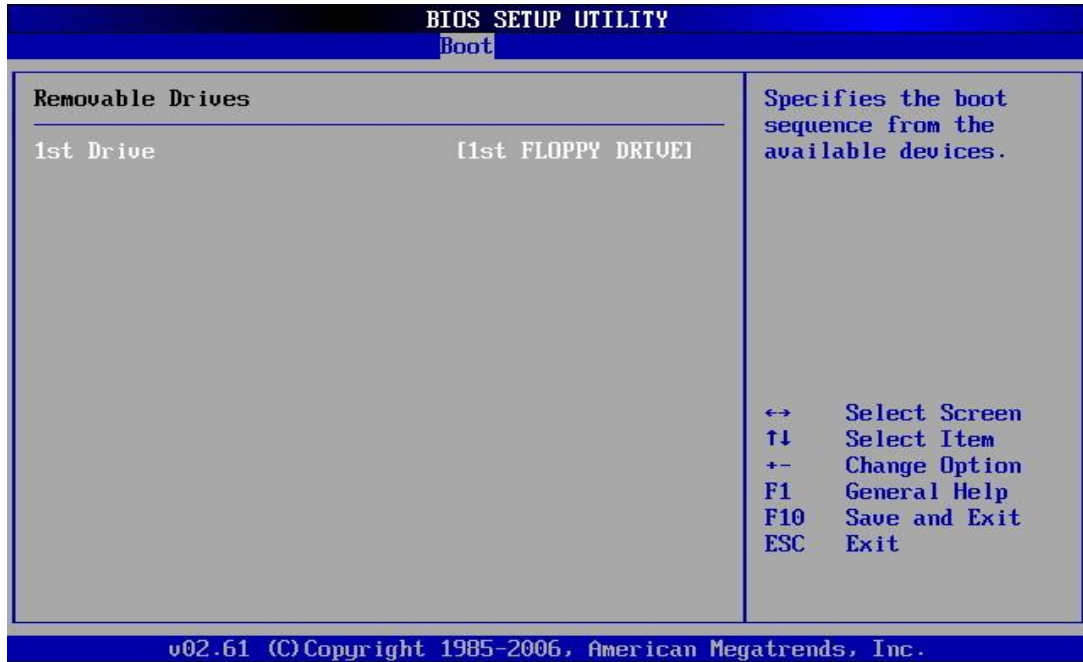 BIOS SETUP UTILITY
Boot
Removable Drives
1st Drive [1st FLOPPY DRIVE]
Specifies the boot
sequence from the
available devices.
←→ Select Screen
↑↓ Select Item
+- Change Option
F1 General Help
F10 Save and Exit
ESC Exit
v02.61 (C)Copyright 1985-2006, American Megatrends, Inc.